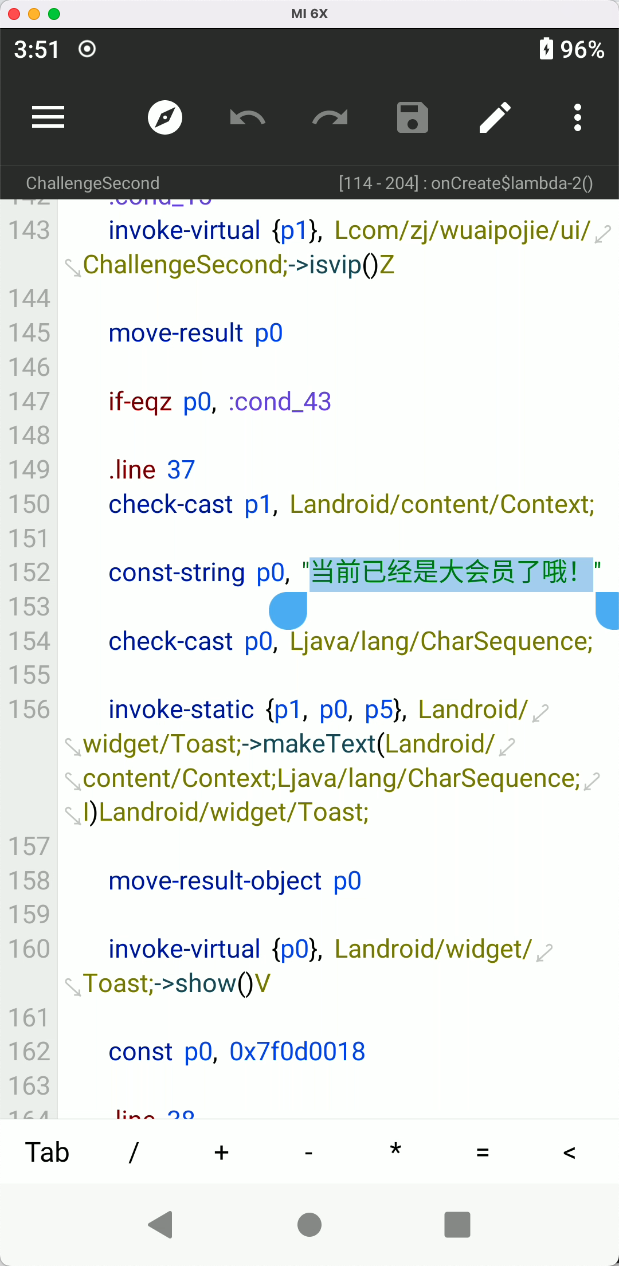 MI 6X
3:51
96%
ChallengeSecond
[114 - 204] : onCreate$lambda-2()
142 :cond_15
143 invoke-virtual {p1}, Lcom/zj/wuaipojie/ui/
ChallengeSecond;->isvip()Z
144
145 move-result p0
146
147 if-eqz p0, :cond_43
148
149 .line 37
150 check-cast p1, Landroid/content/Context;
151
152 const-string p0, "当前已经是大会员了哦！"
153
154 check-cast p0, Ljava/lang/CharSequence;
155
156 invoke-static {p1, p0, p5}, Landroid/
widget/Toast;->makeText(Landroid/
content/Context;Ljava/lang/CharSequence;
I)Landroid/widget/Toast;
157
158 move-result-object p0
159
160 invoke-virtual {p0}, Landroid/widget/
Toast;->show()V
161
162 const p0, 0x7f0d0018
163
164 .line 38
Tab / + - * = <